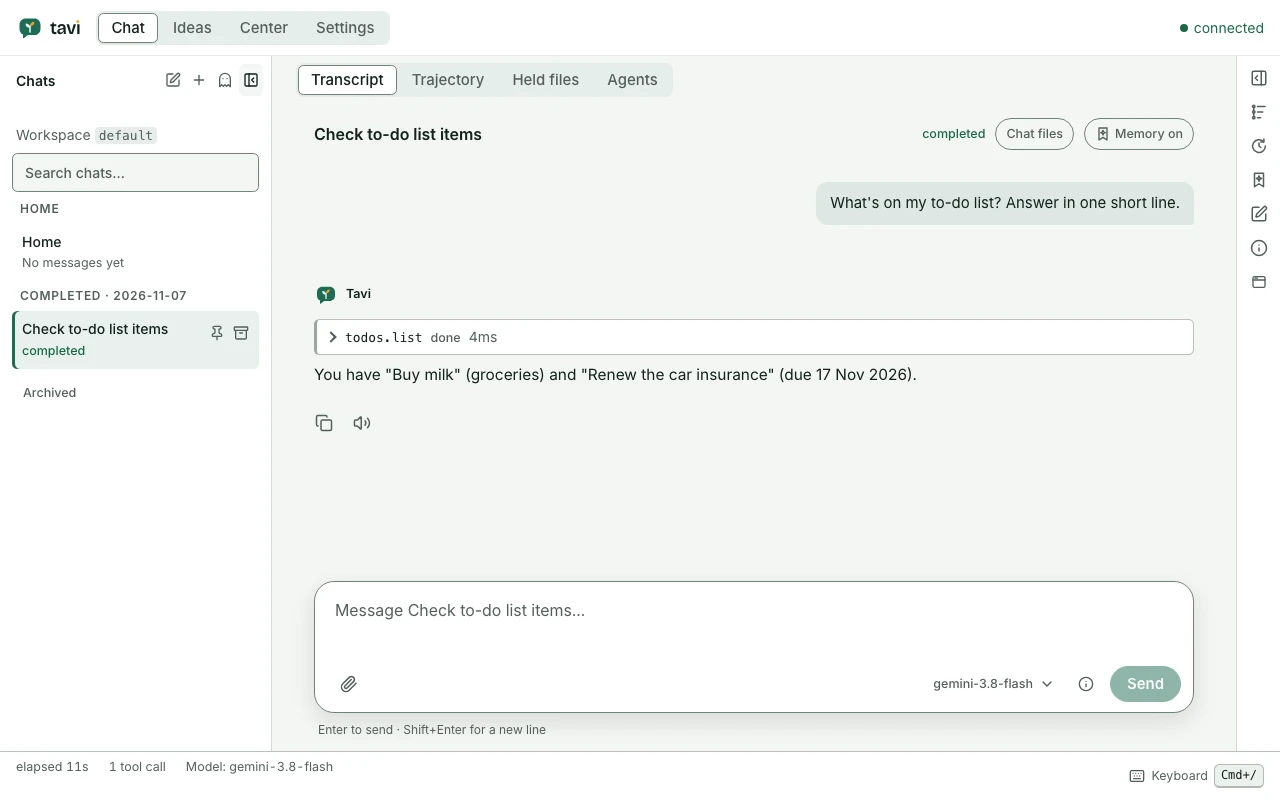 tavi
Chat
Ideas
Center
Settings
connected
Chats
Workspace default
Search chats...
HOME
Home
No messages yet
COMPLETED · 2026-11-07
Check to-do list items
completed
Archived
Transcript
Trajectory
Held files
Agents
Check to-do list items
completed
Chat files
Memory on
What's on my to-do list? Answer in one short line.
Tavi
todos.list done 4ms
You have "Buy milk" (groceries) and "Renew the car insurance" (due 17 Nov 2026).
Message Check to-do list items...
gemini-3.8-flash
Send
Enter to send · Shift+Enter for a new line
elapsed 11s
1 tool call
Model: gemini-3.8-flash
Keyboard Cmd+/